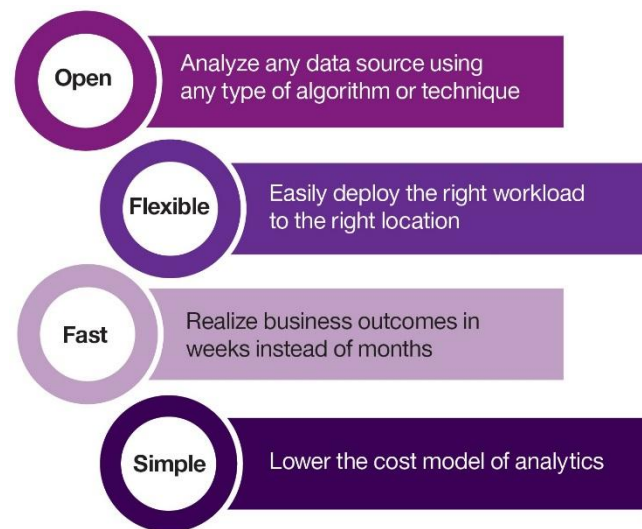 Open
Analyze any data source using
any type of algorithm or technique
Flexible
Easily deploy the right workload
to the right location
Fast
Realize business outcomes in
weeks instead of months
Simple
Lower the cost model of analytics